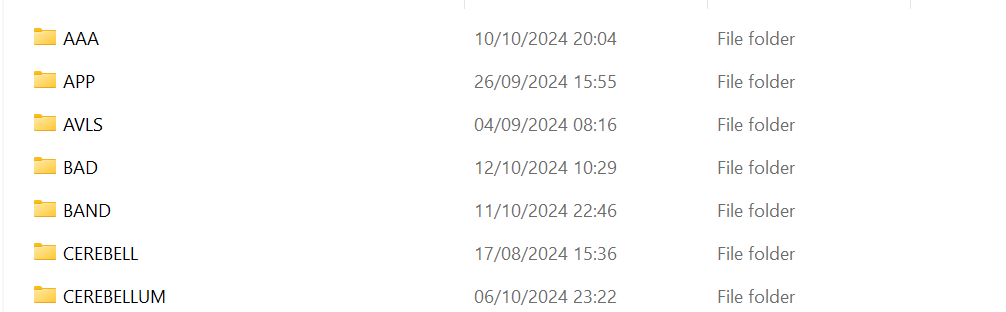 AAA 10/10/2024 20:04 File folder
APP 26/09/2024 15:55 File folder
AVLS 04/09/2024 08:16 File folder
BAD 12/10/2024 10:29 File folder
BAND 11/10/2024 22:46 File folder
CEREBELL 17/08/2024 15:36 File folder
CEREBELLUM 06/10/2024 23:22 File folder